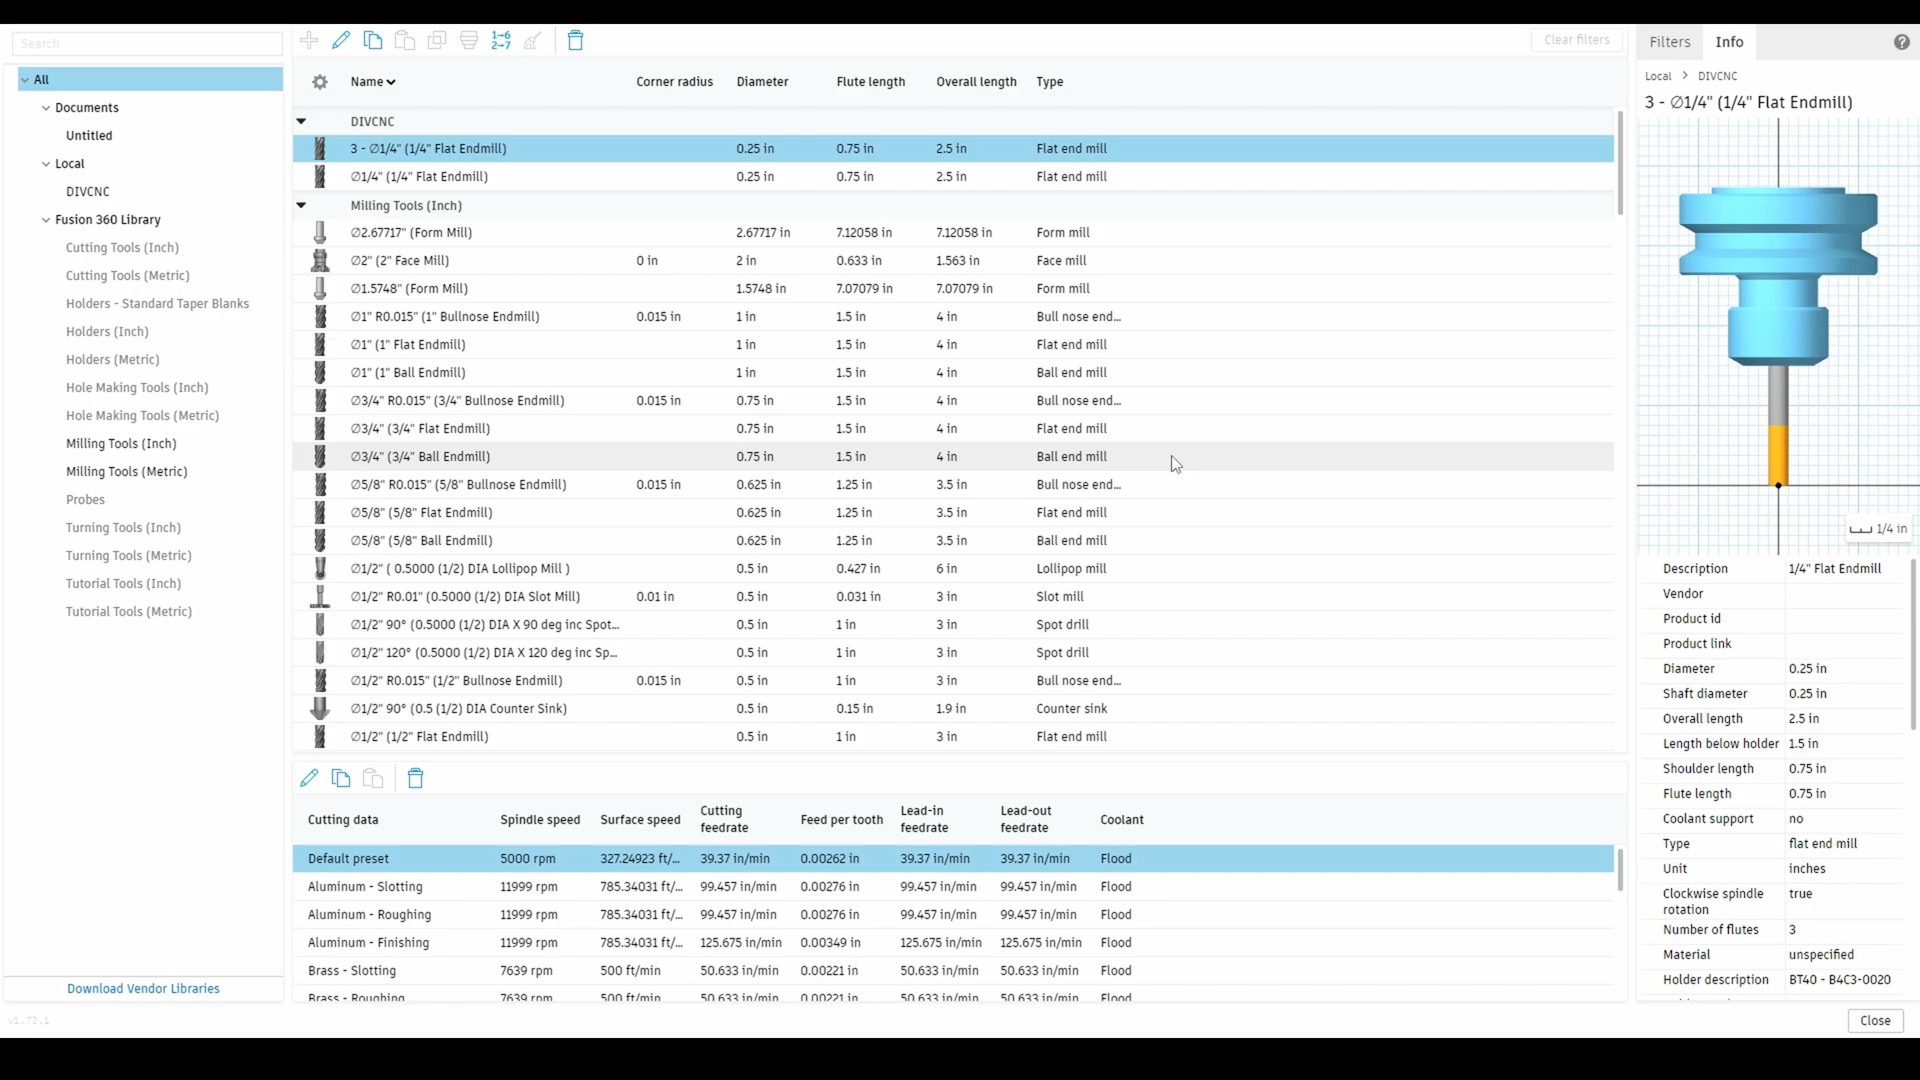 Search
All
Documents
Untitled
Local
DIVCNC
Fusion 360 Library
Cutting Tools (Inch)
Cutting Tools (Metric)
Holders - Standard Taper Blanks
Holders (Inch)
Holders (Metric)
Hole Making Tools (Inch)
Hole Making Tools (Metric)
Milling Tools (Inch)
Milling Tools (Metric)
Probes
Turning Tools (Inch)
Turning Tools (Metric)
Tutorial Tools (Inch)
Tutorial Tools (Metric)
Download Vendor Libraries
v1.73.1
1→6
2→7
Clear filters
Name Corner radius Diameter Flute length Overall length Type
DIVCNC
3 - ∅1/4" (1/4" Flat Endmill) 0.25 in 0.75 in 2.5 in Flat end mill
∅1/4" (1/4" Flat Endmill) 0.25 in 0.75 in 2.5 in Flat end mill
Milling Tools (Inch)
∅2.67717" (Form Mill) 2.67717 in 7.12058 in 7.12058 in Form mill
∅2" (2" Face Mill) 0 in 2 in 0.633 in 1.563 in Face mill
∅1.5748" (Form Mill) 1.5748 in 7.07079 in 7.07079 in Form mill
∅1" R0.015" (1" Bullnose Endmill) 0.015 in 1 in 1.5 in 4 in Bull nose end...
∅1" (1" Flat Endmill) 1 in 1.5 in 4 in Flat end mill
∅1" (1" Ball Endmill) 1 in 1.5 in 4 in Ball end mill
∅3/4" R0.015" (3/4" Bullnose Endmill) 0.015 in 0.75 in 1.5 in 4 in Bull nose end...
∅3/4" (3/4" Flat Endmill) 0.75 in 1.5 in 4 in Flat end mill
∅3/4" (3/4" Ball Endmill) 0.75 in 1.5 in 4 in Ball end mill
∅5/8" R0.015" (5/8" Bullnose Endmill) 0.015 in 0.625 in 1.25 in 3.5 in Bull nose end...
∅5/8" (5/8" Flat Endmill) 0.625 in 1.25 in 3.5 in Flat end mill
∅5/8" (5/8" Ball Endmill) 0.625 in 1.25 in 3.5 in Ball end mill
∅1/2" ( 0.5000 (1/2) DIA Lollipop Mill ) 0.5 in 0.427 in 6 in Lollipop mill
∅1/2" R0.01" (0.5000 (1/2) DIA Slot Mill) 0.01 in 0.5 in 0.031 in 3 in Slot mill
∅1/2" 90° (0.5000 (1/2) DIA X 90 deg inc Spot... 0.5 in 1 in 3 in Spot drill
∅1/2" 120° (0.5000 (1/2) DIA X 120 deg inc Sp... 0.5 in 1 in 3 in Spot drill
∅1/2" R0.015" (1/2" Bullnose Endmill) 0.015 in 0.5 in 1 in 3 in Bull nose end...
∅1/2" 90° (0.5 (1/2) DIA Counter Sink) 0.5 in 0.15 in 1.9 in Counter sink
∅1/2" (1/2" Flat Endmill) 0.5 in 1 in 3 in Flat end mill
Cutting data Spindle speed Surface speed Cutting feedrate Feed per tooth Lead-in feedrate Lead-out feedrate Coolant
Default preset 5000 rpm 327.24923 ft/... 39.37 in/min 0.00262 in 39.37 in/min 39.37 in/min Flood
Aluminum - Slotting 11999 rpm 785.34031 ft/... 99.457 in/min 0.00276 in 99.457 in/min 99.457 in/min Flood
Aluminum - Roughing 11999 rpm 785.34031 ft/... 99.457 in/min 0.00276 in 99.457 in/min 99.457 in/min Flood
Aluminum - Finishing 11999 rpm 785.34031 ft/... 125.675 in/min 0.00349 in 125.675 in/min 125.675 in/min Flood
Brass - Slotting 7639 rpm 500 ft/min 50.633 in/min 0.00221 in 50.633 in/min 50.633 in/min Flood
Brass - Roughing 7639 rpm 500 ft/min 50.633 in/min 0.00221 in 50.633 in/min 50.633 in/min Flood
Filters Info
Local > DIVCNC
3 - ∅1/4" (1/4" Flat Endmill)
1/4 in
Description 1/4" Flat Endmill
Vendor
Product id
Product link
Diameter 0.25 in
Shaft diameter 0.25 in
Overall length 2.5 in
Length below holder 1.5 in
Shoulder length 0.75 in
Flute length 0.75 in
Coolant support no
Type flat end mill
Unit inches
Clockwise spindle rotation true
Number of flutes 3
Material unspecified
Holder description BT40 - B4C3-0020
Close